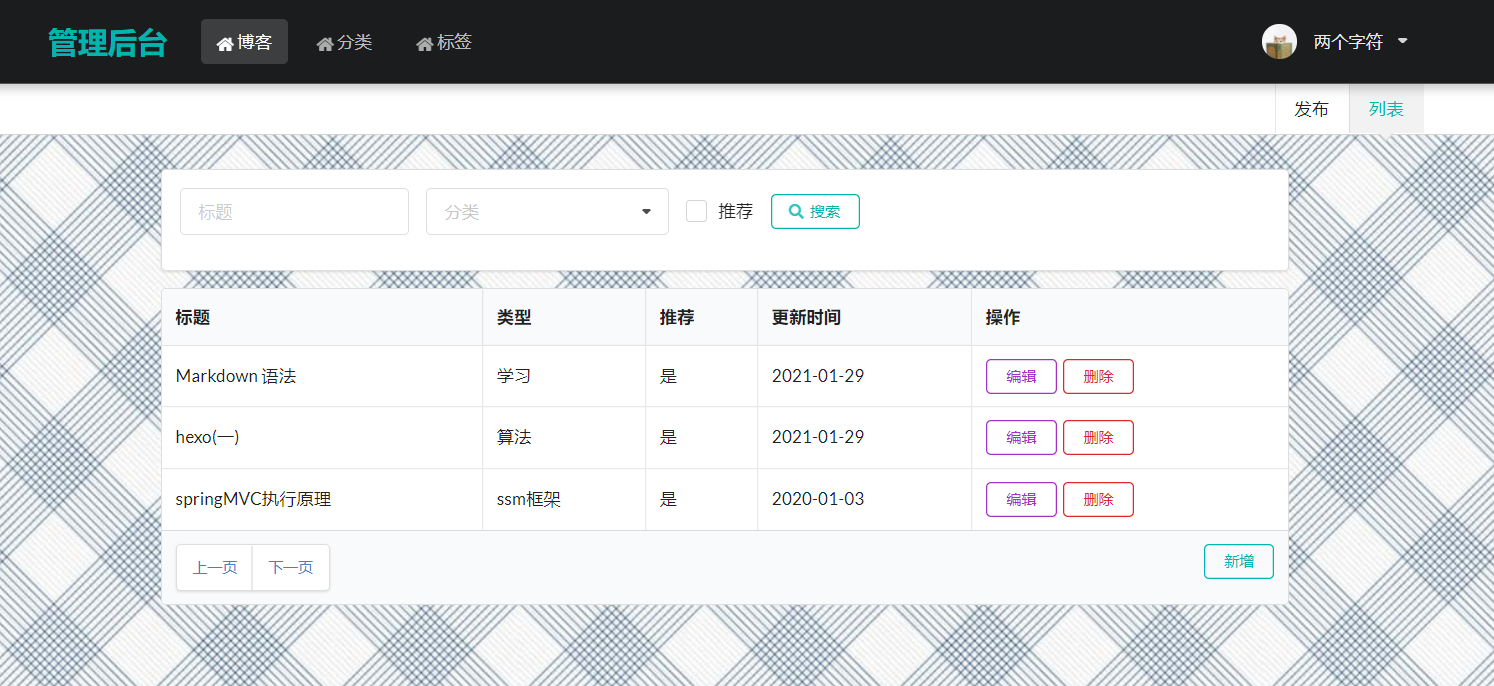 管理后台 博客 分类 标签 两个字符
发布 列表
标题 分类 推荐 搜索
标题 类型 推荐 更新时间 操作
Markdown 语法 学习 是 2021-01-29 编辑 删除
hexo(一) 算法 是 2021-01-29 编辑 删除
springMVC执行原理 ssm框架 是 2020-01-03 编辑 删除
上一页 下一页 新增